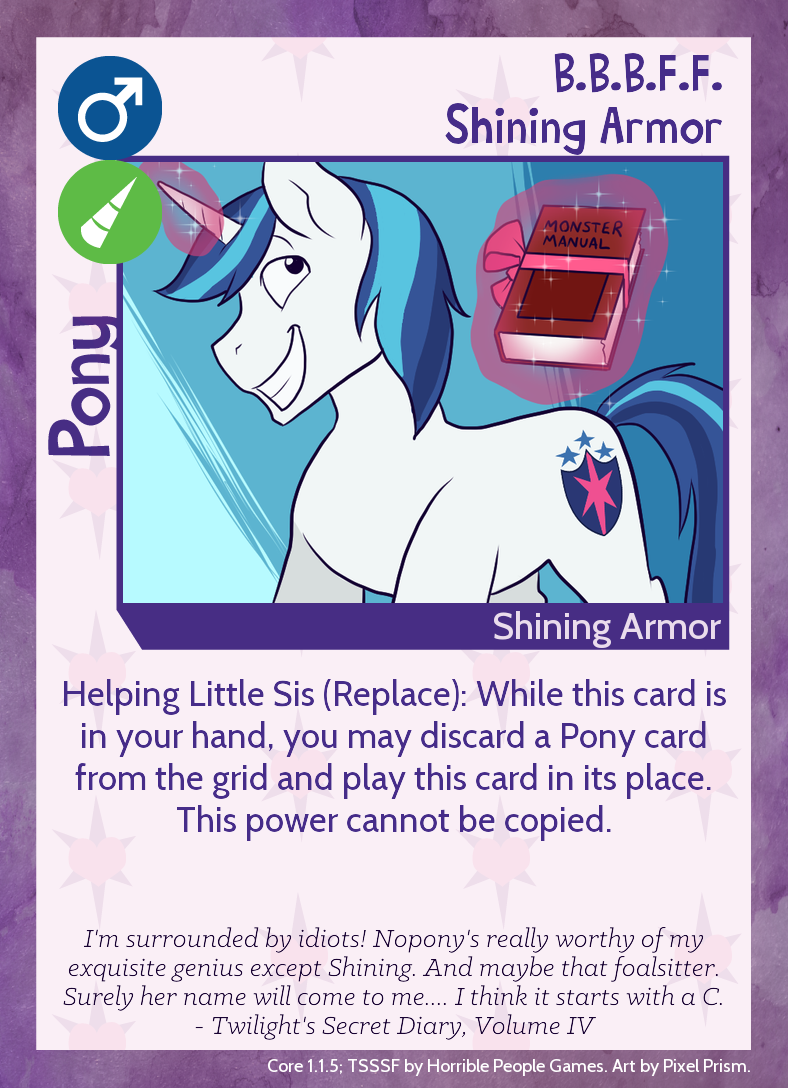 B.B.B.F.F.
Shining Armor
MONSTER
MANUAL
Pony
Shining Armor
Helping Little Sis (Replace): While this card is
in your hand, you may discard a Pony card
from the grid and play this card in its place.
This power cannot be copied.
I'm surrounded by idiots! Nopony's really worthy of my
exquisite genius except Shining. And maybe that foalsitter.
Surely her name will come to me.... I think it starts with a C.
- Twilight's Secret Diary, Volume IV
Core 1.1.5; TSSSF by Horrible People Games. Art by Pixel Prism.